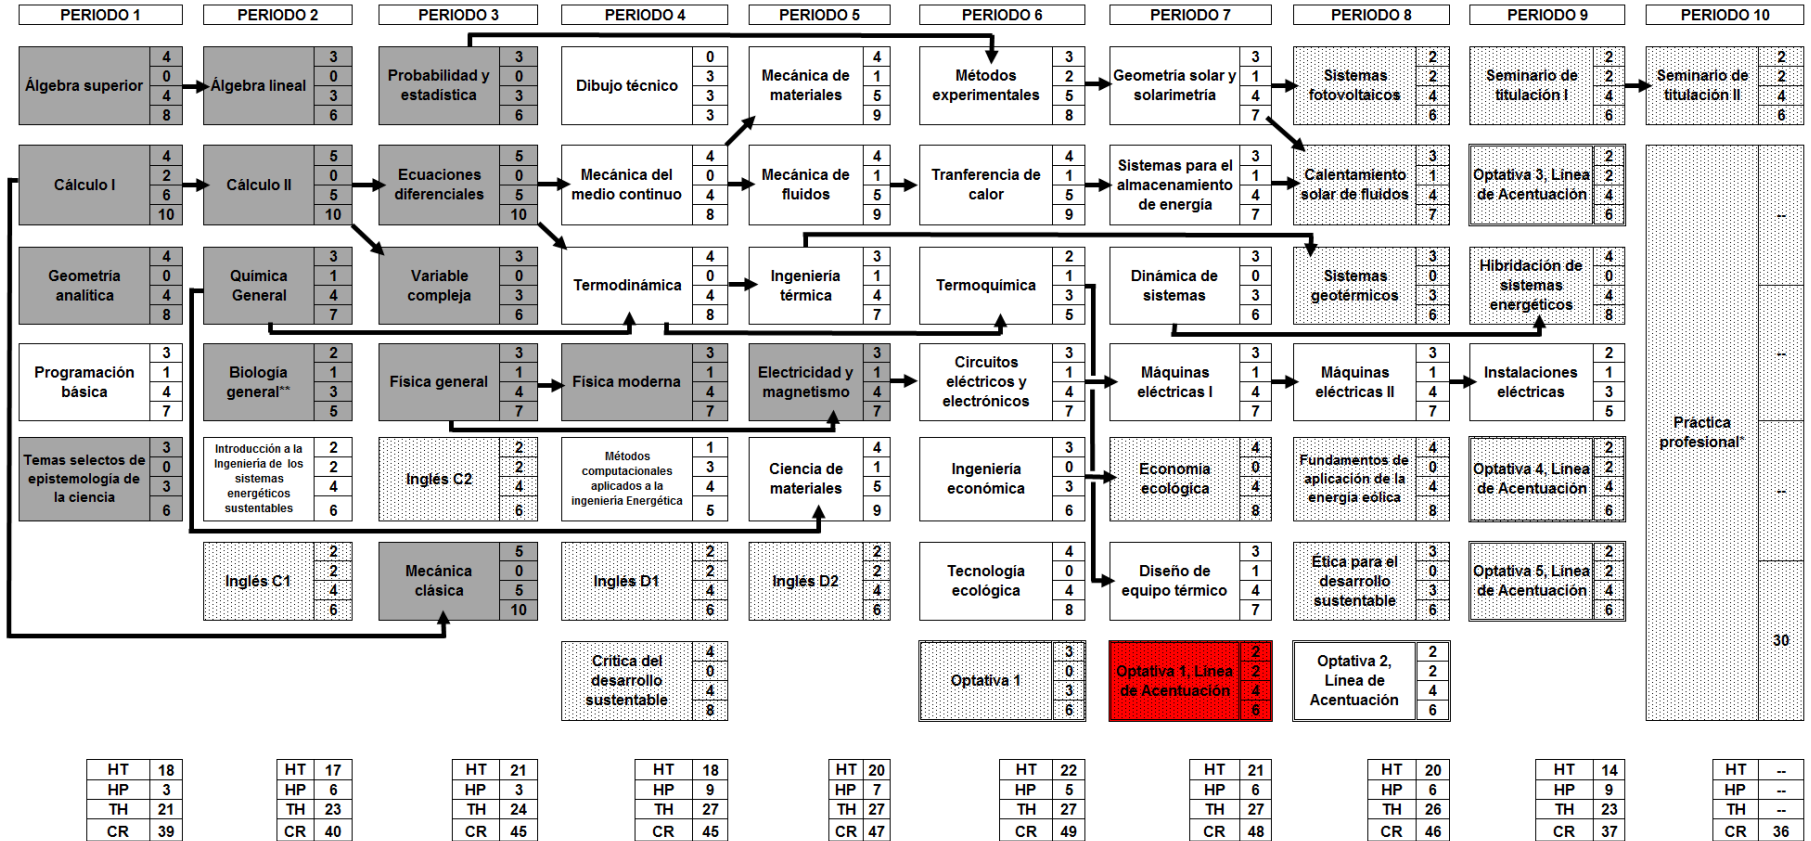 PERIODO 1
PERIODO 2
PERIODO 3
PERIODO 4
PERIODO 5
PERIODO 6
PERIODO 7
PERIODO 8
PERIODO 9
PERIODO 10
Álgebra superior
4
0
4
8
Álgebra lineal
3
0
3
6
Probabilidad y
estadística
3
0
3
6
Dibujo técnico
0
3
3
3
Mecánica de
materiales
4
1
5
9
Métodos
experimentales
3
2
5
8
Geometría solar y
solarimetría
3
1
4
7
Sistemas
fotovoltaicos
2
2
4
6
Seminario de
titulación I
2
2
4
6
Seminario de
titulación II
2
2
4
6
Cálculo I
4
2
6
10
Cálculo II
5
0
5
10
Ecuaciones
diferenciales
5
0
5
10
Mecánica del
medio continuo
4
0
4
8
Mecánica de
fluidos
4
1
5
9
Tranferencia de
calor
4
1
5
9
Sistemas para el
almacenamiento
de energía
3
1
4
7
Calentamiento
solar de fluidos
3
1
4
7
Optativa 3, Línea
de Acentuación
2
2
4
6
Geometría
analítica
4
0
4
8
Química
General
3
1
4
7
Variable
compleja
3
0
3
6
Termodinámica
4
0
4
8
Ingeniería
térmica
3
1
4
7
Termoquímica
2
1
3
5
Dinámica de
sistemas
3
0
3
6
Sistemas
geotérmicos
3
0
3
6
Hibridación de
sistemas
energéticos
4
0
4
8
Programación
básica
3
1
4
7
Biología
general**
2
1
3
5
Física general
3
1
4
7
Física moderna
3
1
4
7
Electricidad y
magnetismo
3
1
4
7
Circuitos
eléctricos y
electrónicos
3
1
4
7
Máquinas
eléctricas I
3
1
4
7
Máquinas
eléctricas II
3
1
4
7
Instalaciones
eléctricas
2
1
3
5
Temas selectos de
epistemología de
la ciencia
3
0
3
6
Introducción a la
Ingeniería de los
sistemas
energéticos
sustentables
2
2
4
6
Inglés C2
2
2
4
6
Métodos
computacionales
aplicados a la
ingeniería Energética
1
3
4
5
Ciencia de
materiales
4
1
5
9
Ingeniería
económica
3
0
3
6
Economía
ecológica
4
0
4
8
Fundamentos de
aplicación de la
energía eólica
4
0
4
8
Optativa 4, Línea
de Acentuación
2
2
4
6
Inglés C1
2
2
4
6
Mecánica
clásica
5
0
5
10
Inglés D1
2
2
4
6
Inglés D2
2
2
4
6
Tecnología
ecológica
4
0
4
8
Diseño de
equipo térmico
3
1
4
7
Ética para el
desarrollo
sustentable
3
0
3
6
Optativa 5, Línea
de Acentuación
2
2
4
6
Crítica del
desarrollo
sustentable
4
0
4
8
Optativa 1
3
0
3
6
Optativa 1, Línea
de Acentuación
2
2
4
6
Optativa 2,
Línea de
Acentuación
2
2
4
6
Práctica
profesional*
--
--
--
30
HT 18
HP 3
TH 21
CR 39
HT 17
HP 6
TH 23
CR 40
HT 21
HP 3
TH 24
CR 45
HT 18
HP 9
TH 27
CR 45
HT 20
HP 7
TH 27
CR 47
HT 22
HP 5
TH 27
CR 49
HT 21
HP 6
TH 27
CR 48
HT 20
HP 6
TH 26
CR 46
HT 14
HP 9
TH 23
CR 37
HT --
HP --
TH --
CR 36